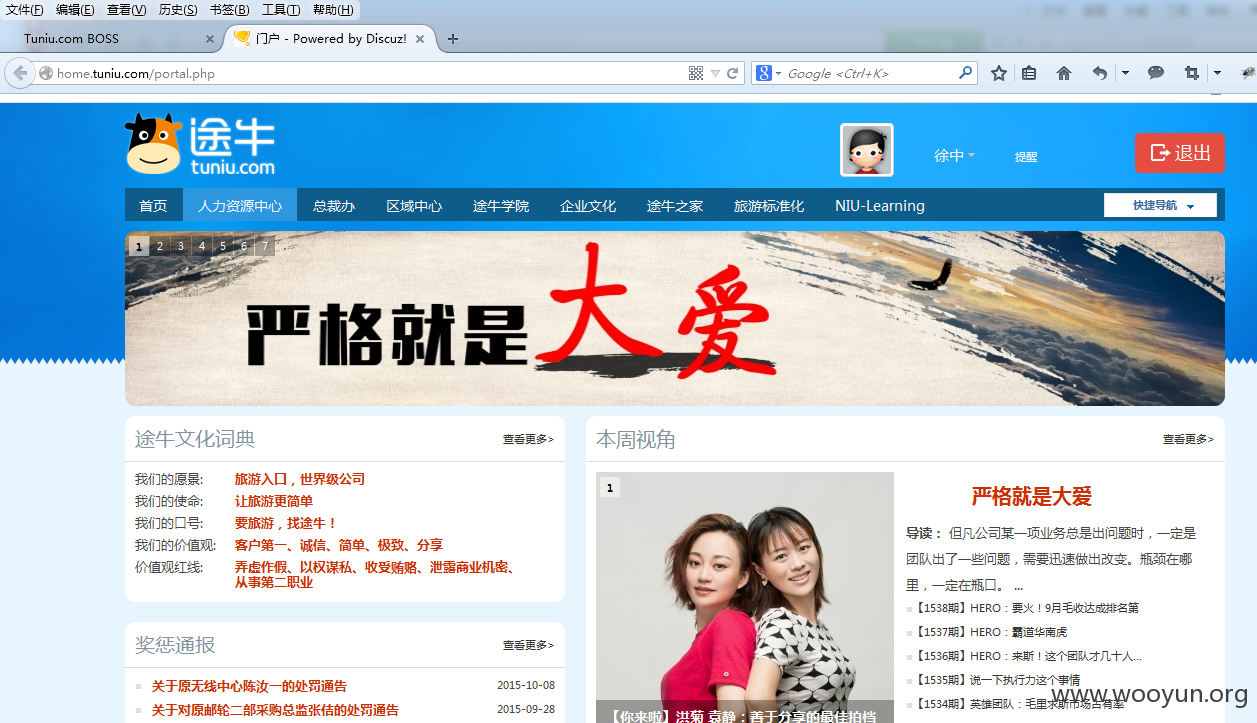 文件(F) 编辑(E) 查看(V) 历史(S) 书签(B) 工具(T) 帮助(H)
Tuniu.com BOSS
门户 - Powered by Discuz!
home.tuniu.com/portal.php
Google <Ctrl+K>
途牛
tuniu.com
徐中
提醒
退出
首页 人力资源中心 总裁办 区域中心 途牛学院 企业文化 途牛之家 旅游标准化 NIU-Learning
快捷导航
1 2 3 4 5 6 7
严格就是大爱
途牛文化词典 查看更多>
我们的愿景: 旅游入口，世界级公司
我们的使命: 让旅游更简单
我们的口号: 要旅游，找途牛！
我们的价值观: 客户第一、诚信、简单、极致、分享
价值观红线: 弄虚作假、以权谋私、收受贿赂、泄露商业机密、
从事第二职业
奖惩通报 查看更多>
关于原无线中心陈汝一的处罚通告 2015-10-08
关于对原邮轮二部采购总监张佶的处罚通告 2015-09-28
本周视角 查看更多>
1
【你来啦】洪菊 袁静：善于分享的最佳拍档
严格就是大爱
导读： 但凡公司某一项业务总是出问题时，一定是
团队出了一些问题，需要迅速做出改变。瓶颈在哪
里，一定在瓶口。 ...
【1538期】HERO：要火！9月毛收达成排名第
【1537期】HERO：霸道华南虎
【1536期】HERO：来斯！这个团队才几十人...
【1535期】说一下执行力这个事情
【1534期】英雄团队：毛里求斯市场占有率
www.wooyun.org